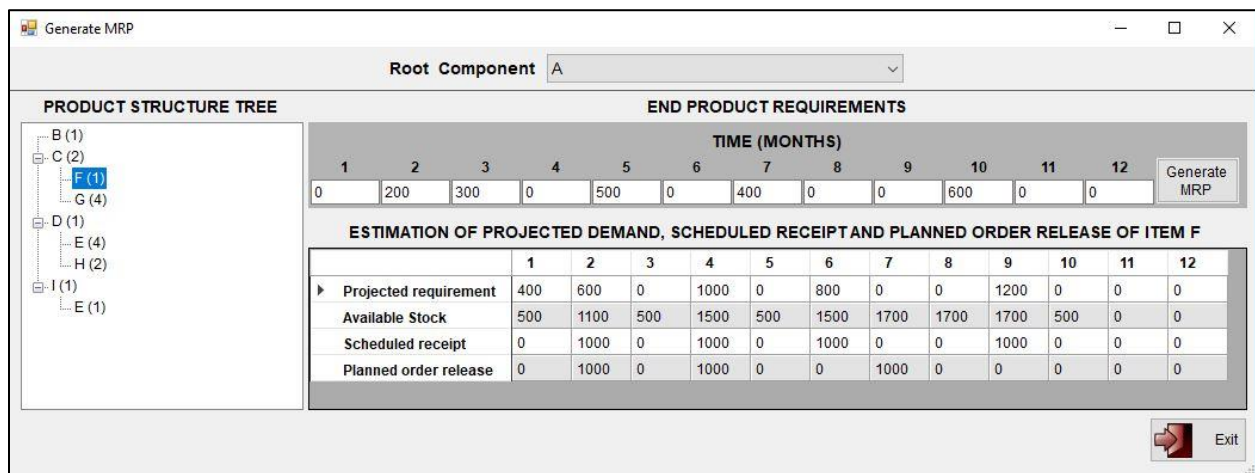 Generate MRP
Root Component A
PRODUCT STRUCTURE TREE
B (1)
C (2)
F (1)
G (4)
D (1)
E (4)
H (2)
I (1)
E (1)
END PRODUCT REQUIREMENTS
TIME (MONTHS)
1 2 3 4 5 6 7 8 9 10 11 12
0 200 300 0 500 0 400 0 0 600 0 0
Generate
MRP
ESTIMATION OF PROJECTED DEMAND, SCHEDULED RECEIPT AND PLANNED ORDER RELEASE OF ITEM F
1 2 3 4 5 6 7 8 9 10 11 12
Projected requirement 400 600 0 1000 0 800 0 0 1200 0 0 0
Available Stock 500 1100 500 1500 500 1500 1700 1700 1700 500 0 0
Scheduled receipt 0 1000 0 1000 0 1000 0 0 1000 0 0 0
Planned order release 0 1000 0 1000 0 0 1000 0 0 0 0 0
Exit